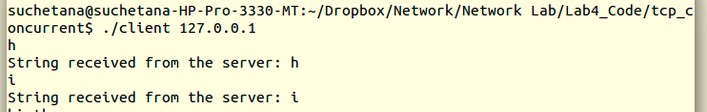 suchetana@suchetana-HP-Pro-3330-MT:~/Dropbox/Network/Network Lab/Lab4_Code/tcp_c
oncurrent$ ./client 127.0.0.1
h
String received from the server: h
i
String received from the server: i